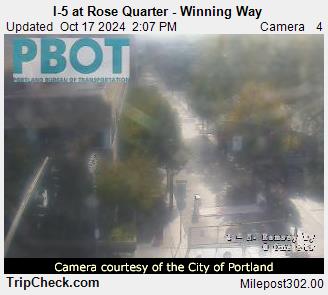 I-5 at Rose Quarter - Winning Way
Updated Oct 17 2024 2:07 PM Camera 4
PBOT
PORTLAND BUREAU OF TRANSPORTATION
Camera courtesy of the City of Portland
TripCheck.com Milepost302.00